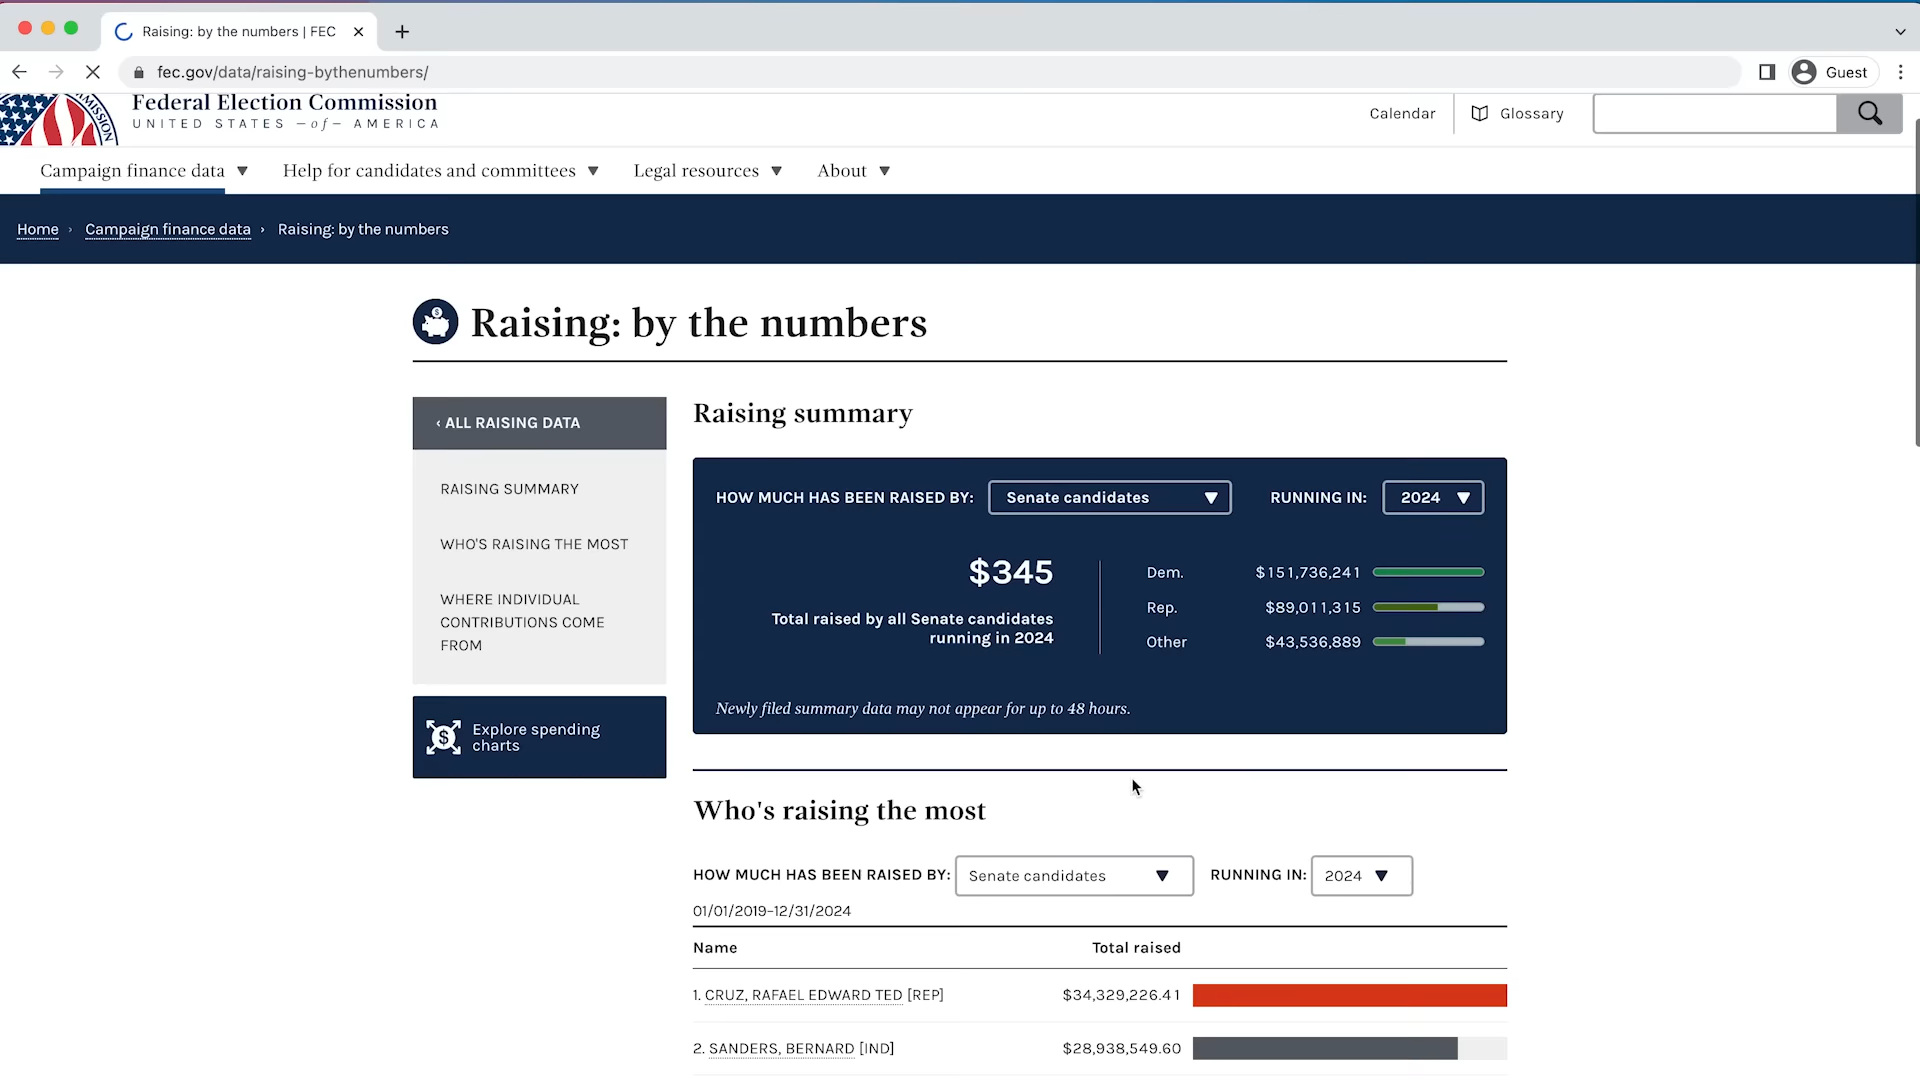 Raising: by the numbers | FEC
fec.gov/data/raising-bythenumbers/
Guest
Federal Election Commission
UNITED STATES —of— AMERICA
Calendar
Glossary
Campaign finance data
Help for candidates and committees
Legal resources
About
Home › Campaign finance data › Raising: by the numbers
Raising: by the numbers
‹ ALL RAISING DATA
RAISING SUMMARY
WHO'S RAISING THE MOST
WHERE INDIVIDUAL
CONTRIBUTIONS COME
FROM
Explore spending
charts
Raising summary
HOW MUCH HAS BEEN RAISED BY: Senate candidates RUNNING IN: 2024
$345
Total raised by all Senate candidates
running in 2024
Dem. $151,736,241
Rep. $89,011,315
Other $43,536,889
Newly filed summary data may not appear for up to 48 hours.
Who's raising the most
HOW MUCH HAS BEEN RAISED BY: Senate candidates RUNNING IN: 2024
01/01/2019–12/31/2024
Name Total raised
1. CRUZ, RAFAEL EDWARD TED [REP] $34,329,226.41
2. SANDERS, BERNARD [IND] $28,938,549.60